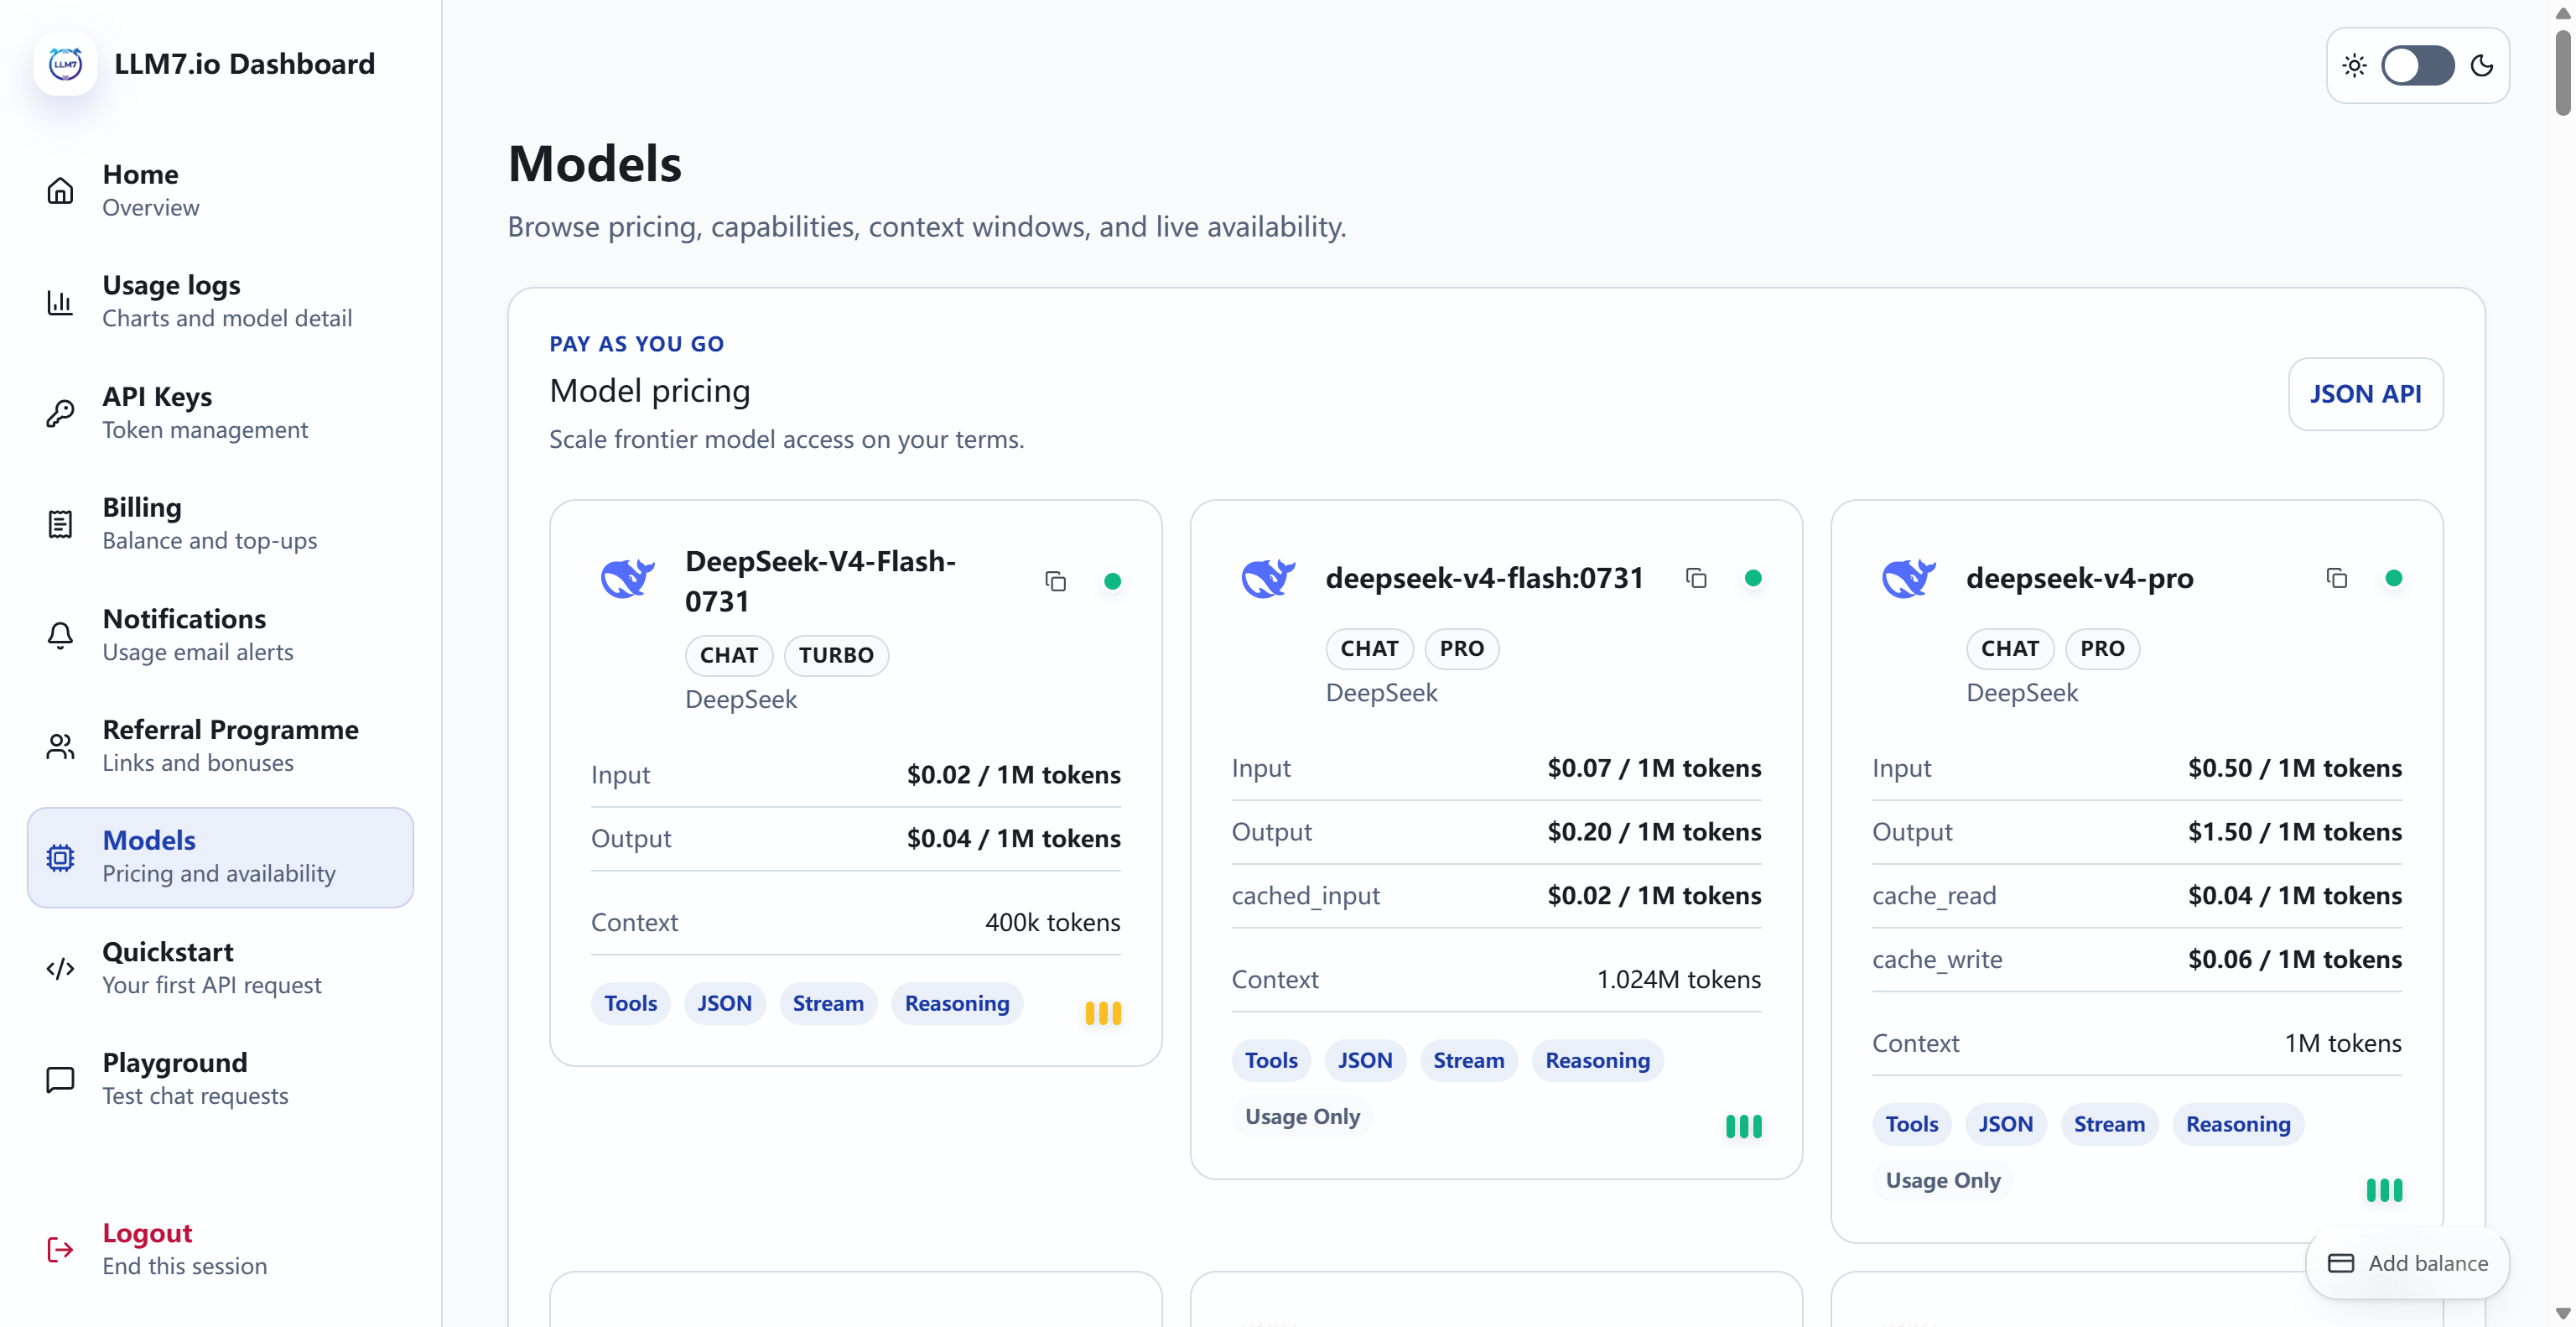 LLM7
LLM7.io Dashboard
Home
Overview
Usage logs
Charts and model detail
API Keys
Token management
Billing
Balance and top-ups
Notifications
Usage email alerts
Referral Programme
Links and bonuses
Models
Pricing and availability
Quickstart
Your first API request
Playground
Test chat requests
Logout
End this session
Models
Browse pricing, capabilities, context windows, and live availability.
PAY AS YOU GO
Model pricing
Scale frontier model access on your terms.
JSON API
DeepSeek-V4-Flash-
0731
CHAT TURBO
DeepSeek
Input $0.02 / 1M tokens
Output $0.04 / 1M tokens
Context 400k tokens
Tools JSON Stream Reasoning
deepseek-v4-flash:0731
CHAT PRO
DeepSeek
Input $0.07 / 1M tokens
Output $0.20 / 1M tokens
cached_input $0.02 / 1M tokens
Context 1.024M tokens
Tools JSON Stream Reasoning
Usage Only
deepseek-v4-pro
CHAT PRO
DeepSeek
Input $0.50 / 1M tokens
Output $1.50 / 1M tokens
cache_read $0.04 / 1M tokens
cache_write $0.06 / 1M tokens
Context 1M tokens
Tools JSON Stream Reasoning
Usage Only
Add balance